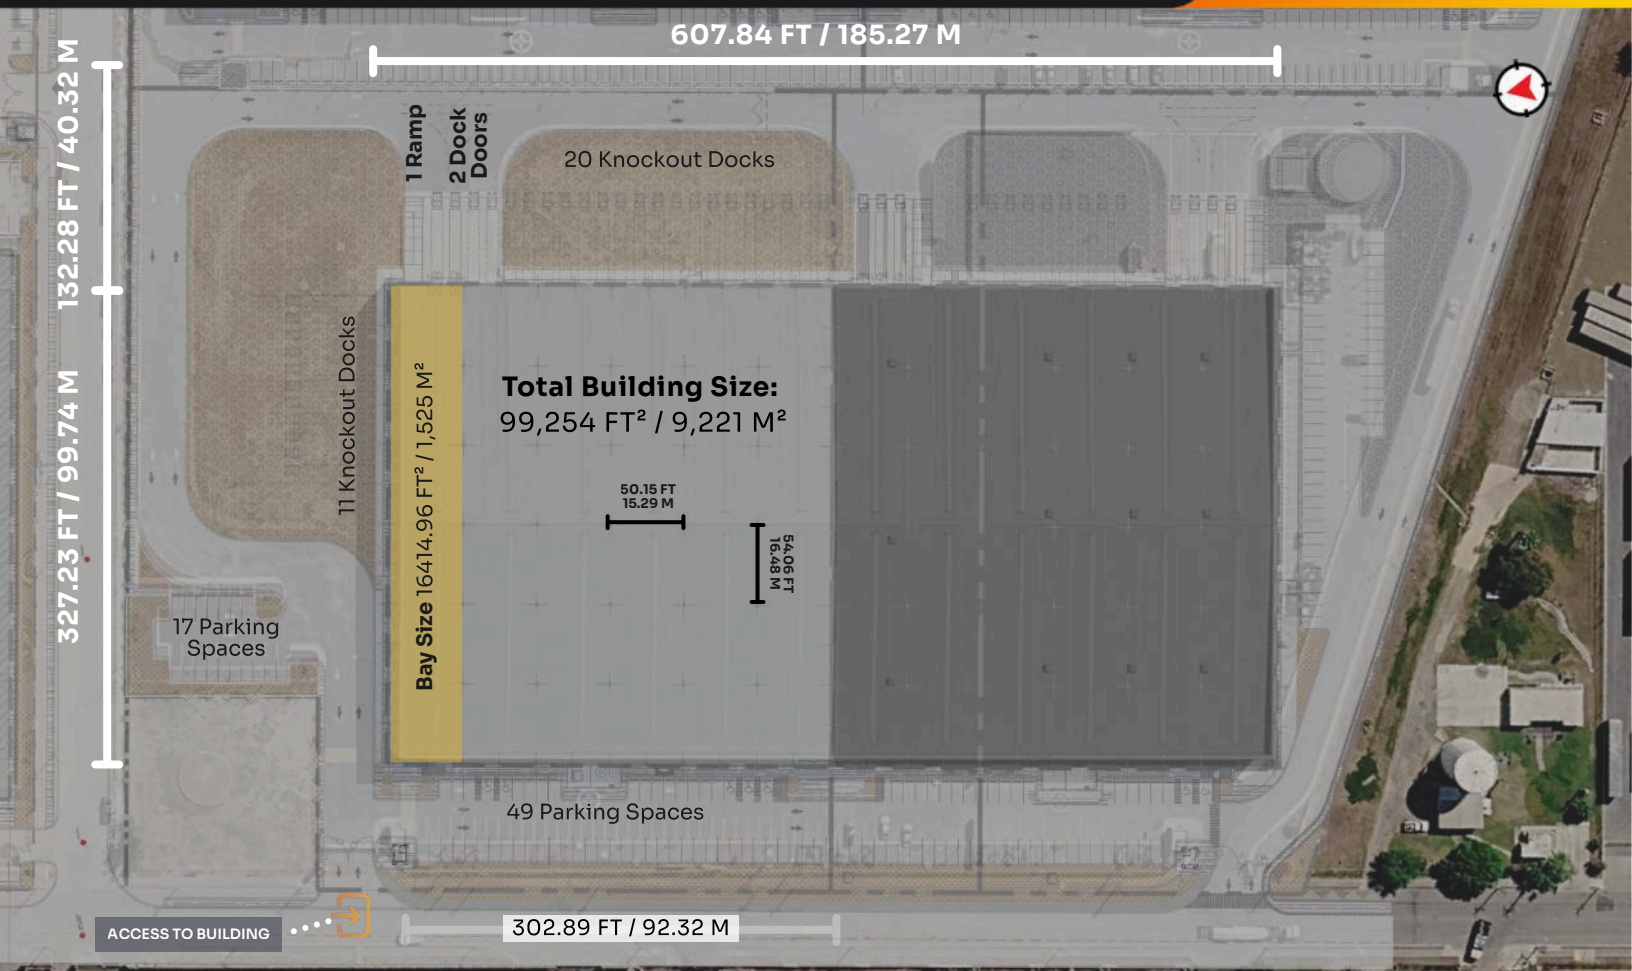 607.84 FT / 185.27 M
132.28 FT / 40.32 M
1 Ramp
2 Dock
Doors
20 Knockout Docks
11 Knockout Docks
327.23 FT / 99.74 M
Bay Size 16414.96 FT² / 1,525 M²
Total Building Size:
99,254 FT² / 9,221 M²
50.15 FT
15.29 M
54.06 FT
16.48 M
17 Parking
Spaces
49 Parking Spaces
ACCESS TO BUILDING
302.89 FT / 92.32 M